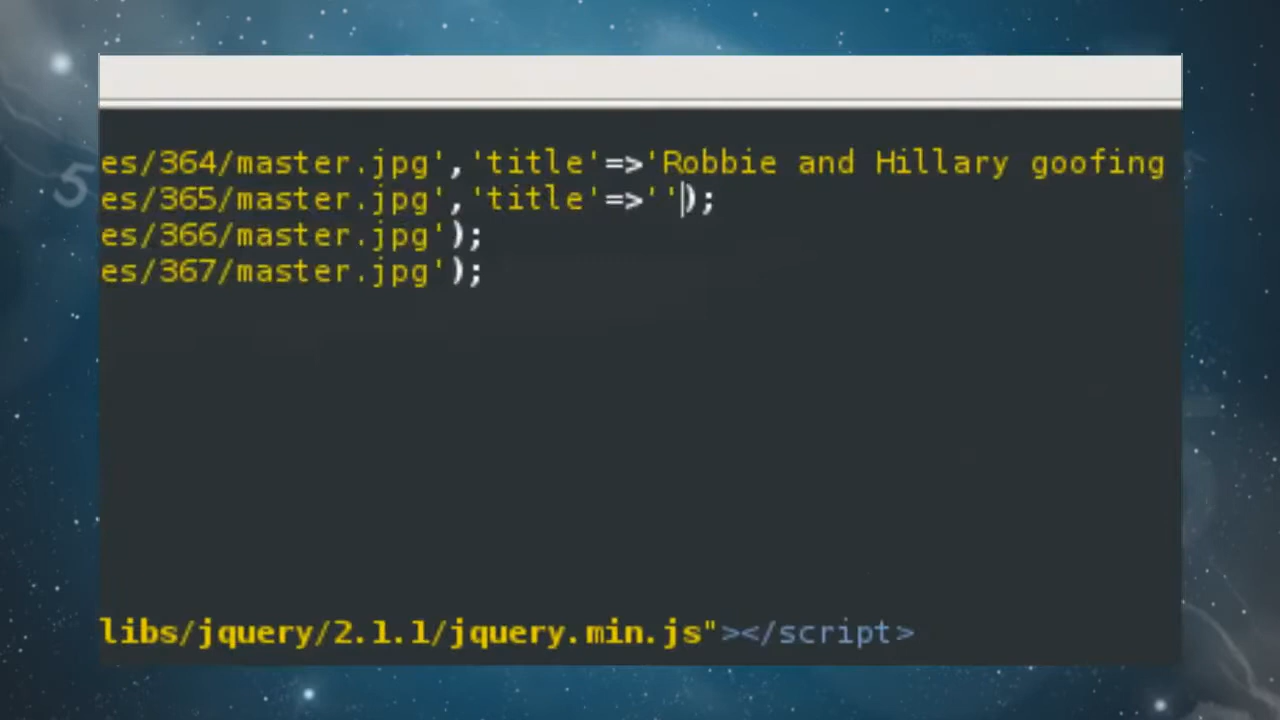 es/364/master.jpg','title'=>'Robbie and Hillary goofing
es/365/master.jpg','title'=>'');
es/366/master.jpg');
es/367/master.jpg');
libs/jquery/2.1.1/jquery.min.js"></script>
5